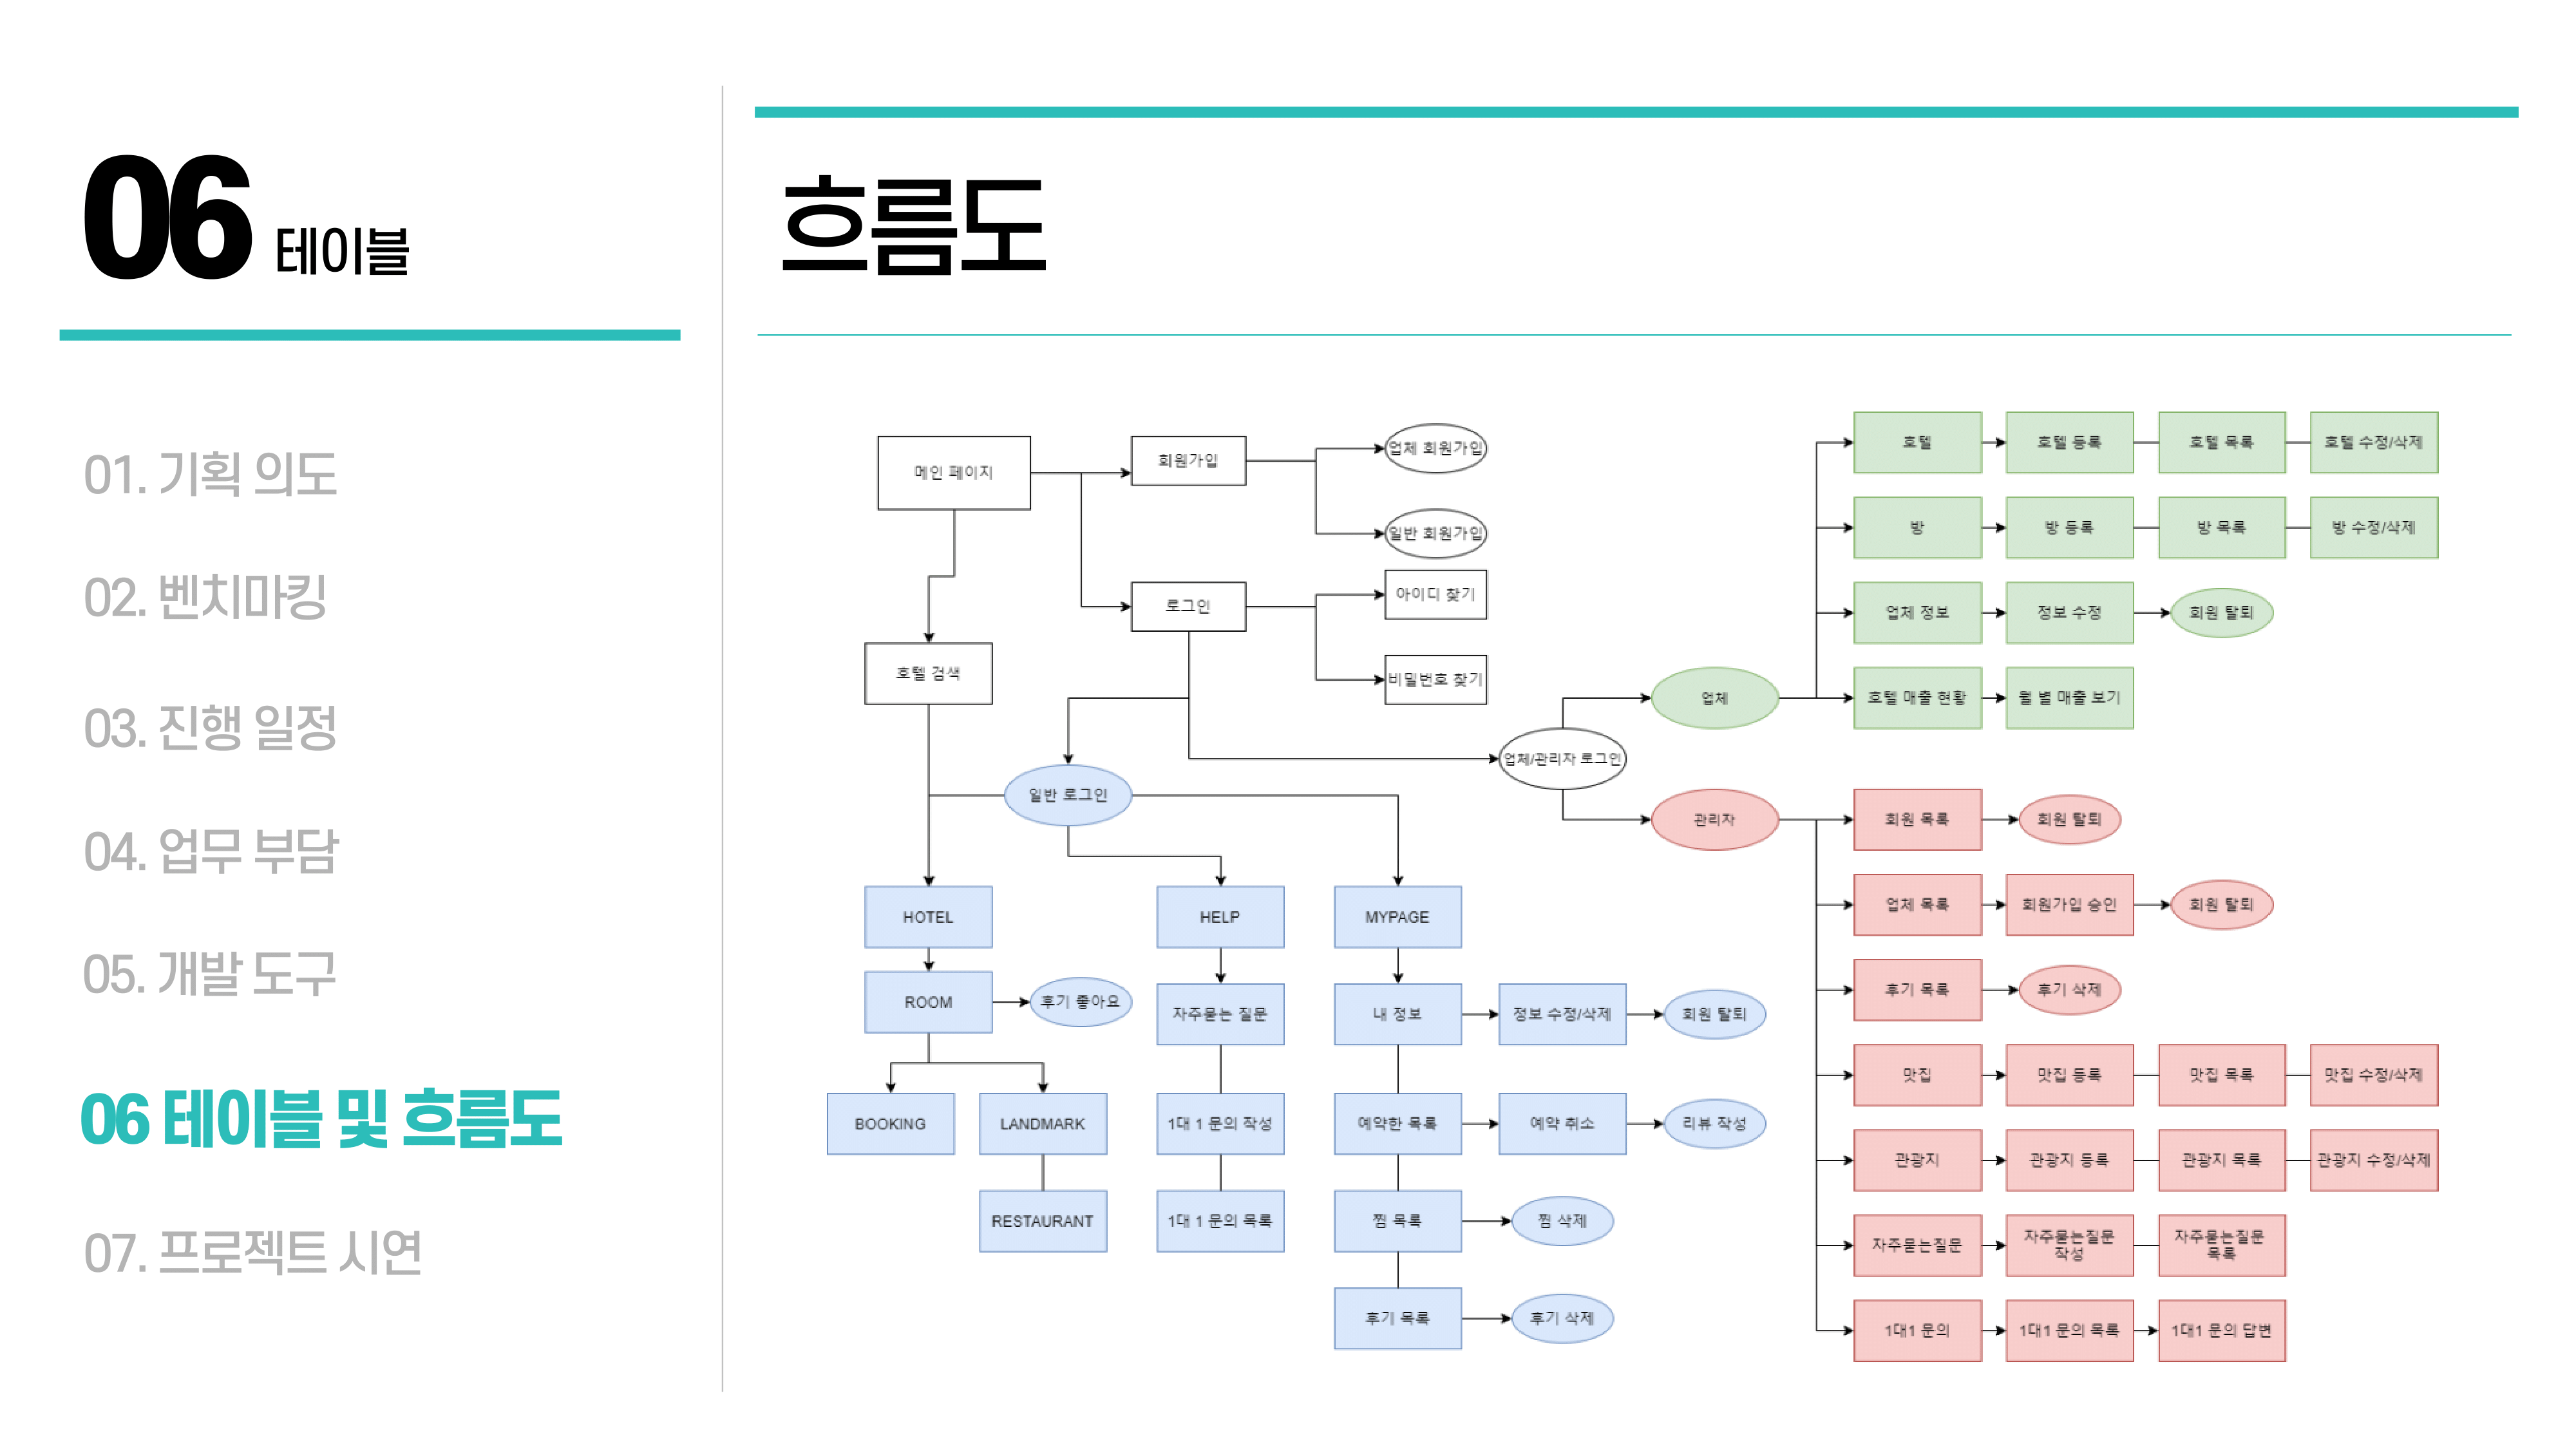 06 테이블
01. 기획 의도
02. 벤치마킹
03. 진행 일정
04. 업무 부담
05. 개발 도구
06 테이블 및 흐름도
07. 프로젝트 시연
흐름도
메인 페이지
회원가입
업체 회원가입
일반 회원가입
로그인
아이디 찾기
비밀번호 찾기
호텔 검색
일반 로그인
업체/관리자 로그인
HOTEL
ROOM
후기 좋아요
BOOKING
LANDMARK
RESTAURANT
HELP
자주묻는 질문
1대 1 문의 작성
1대 1 문의 목록
MYPAGE
내 정보
정보 수정/삭제
회원 탈퇴
예약한 목록
예약 취소
리뷰 작성
찜 목록
찜 삭제
후기 목록
후기 삭제
업체
호텔
호텔 등록
호텔 목록
호텔 수정/삭제
방
방 등록
방 목록
방 수정/삭제
업체 정보
정보 수정
회원 탈퇴
호텔 매출 현황
월 별 매출 보기
관리자
회원 목록
회원 탈퇴
업체 목록
회원가입 승인
회원 탈퇴
후기 목록
후기 삭제
맛집
맛집 등록
맛집 목록
맛집 수정/삭제
관광지
관광지 등록
관광지 목록
관광지 수정/삭제
자주묻는질문
자주묻는질문
작성
자주묻는질문
목록
1대1 문의
1대1 문의 목록
1대1 문의 답변